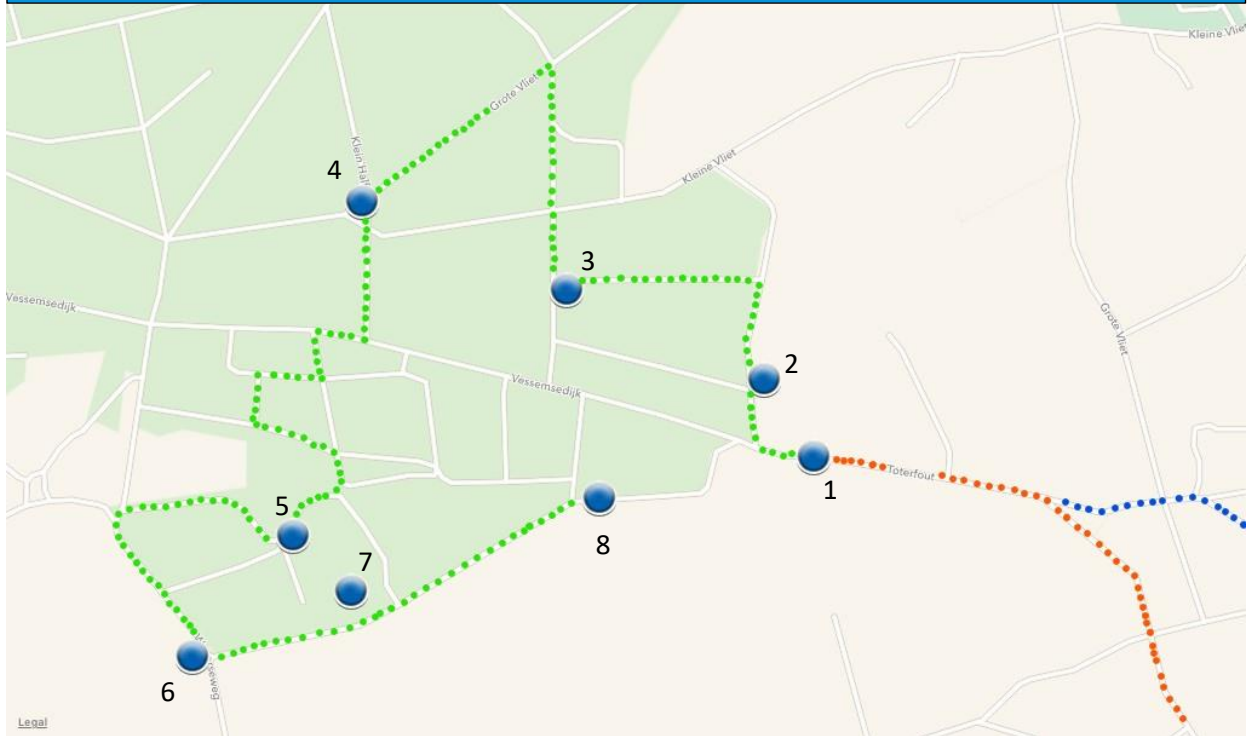 Kleine Vliet
Grote Vliet
Klein Hal
4
Kleine Vliet
3
Vessemsedijk
Grote Vliet
2
Vessemsedijk
1
Toterfout
5
8
7
6
Legal